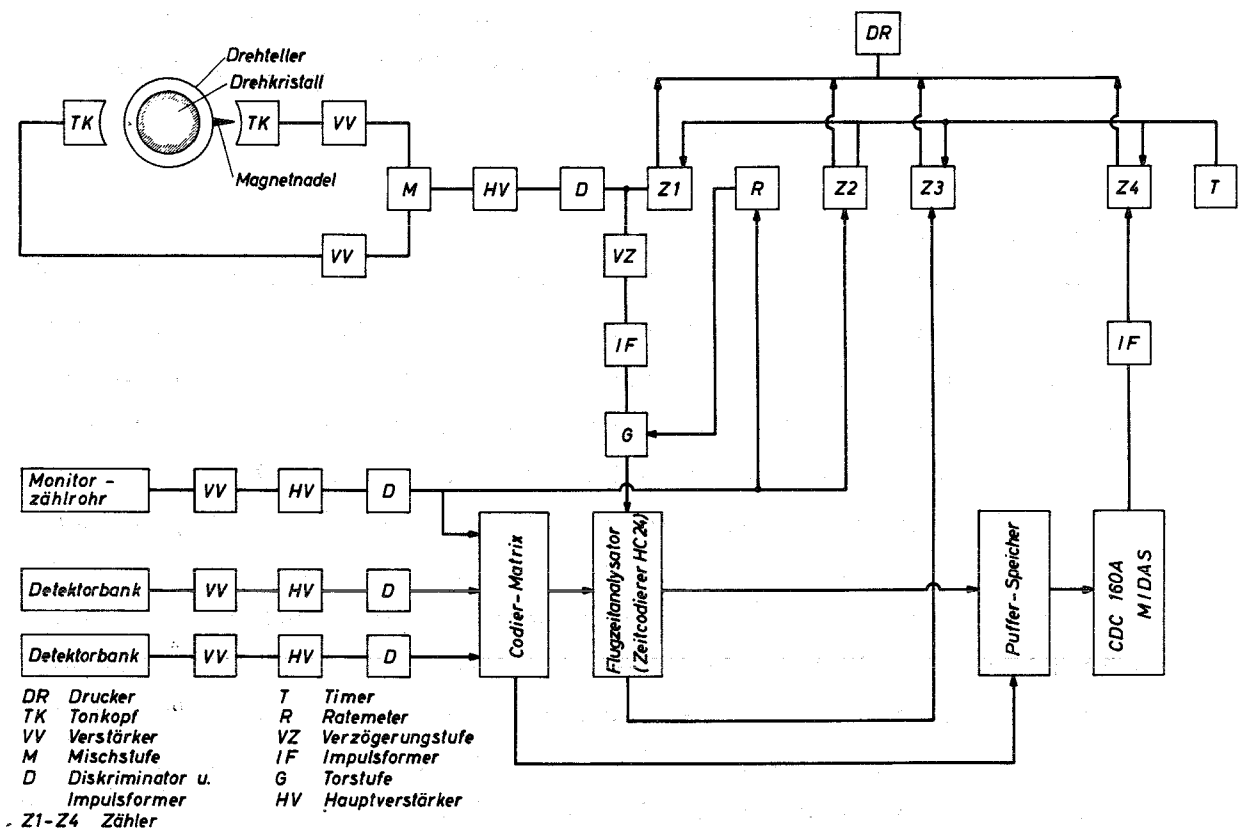 DR
Drehteller
Drehkristall
TK
TK
VV
Magnetnadel
M
HV
D
Z1
R
Z2
Z3
Z4
T
VV
VZ
IF
IF
G
Monitor-
zählrohr
VV
HV
D
Detektorbank
VV
HV
D
Detektorbank
VV
HV
D
Codier-Matrix
Flugzeitanalysator
(Zeitcodierer HC24)
Puffer-Speicher
CDC 160A
MIDAS
DR Drucker
TK Tonkopf
VV Verstärker
M Mischstufe
D Diskriminator u.
Impulsformer
Z1-Z4 Zähler
T Timer
R Ratemeter
VZ Verzögerungstufe
IF Impulsformer
G Torstufe
HV Hauptverstärker